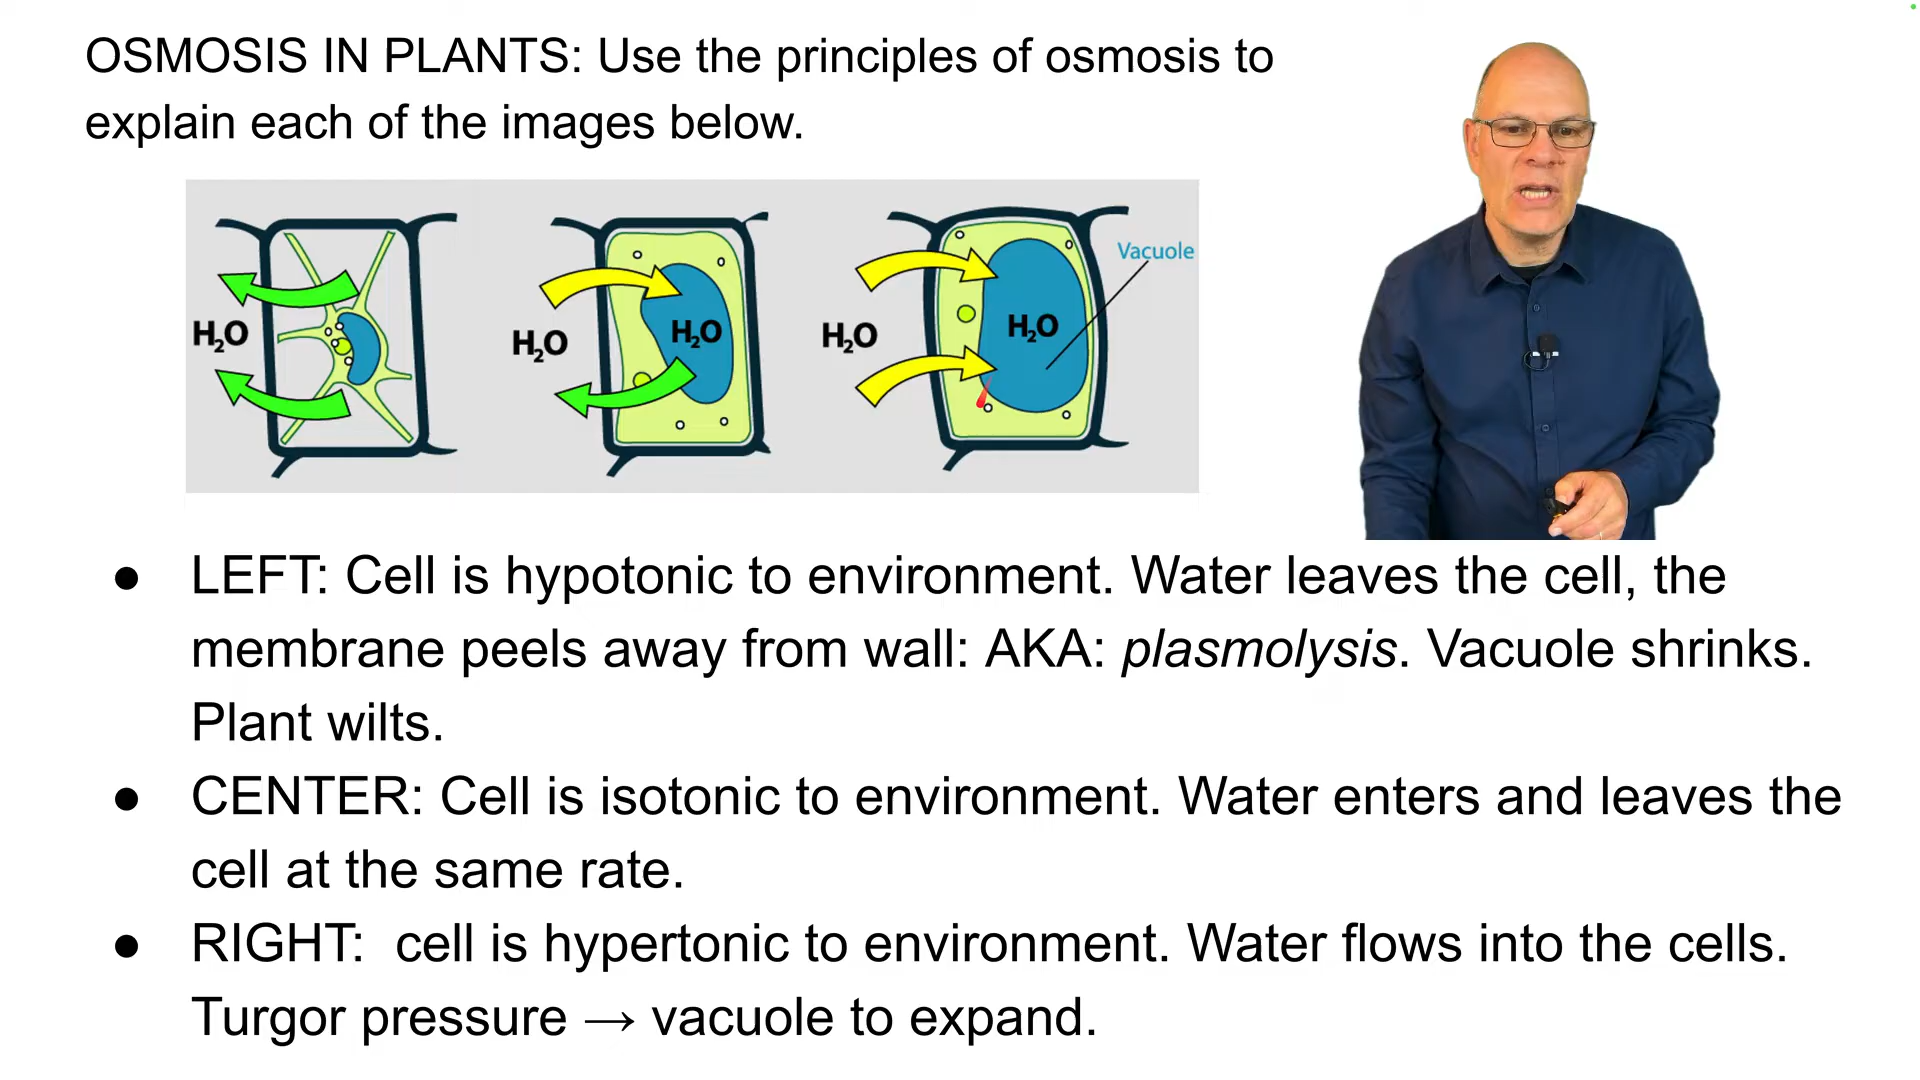 OSMOSIS IN PLANTS: Use the principles of osmosis to
explain each of the images below.
Vacuole
H₂O
H₂O
H₂O
H₂O
H₂O
● LEFT: Cell is hypotonic to environment. Water leaves the cell, the
membrane peels away from wall: AKA: plasmolysis. Vacuole shrinks.
Plant wilts.
● CENTER: Cell is isotonic to environment. Water enters and leaves the
cell at the same rate.
● RIGHT:  cell is hypertonic to environment. Water flows into the cells.
Turgor pressure → vacuole to expand.